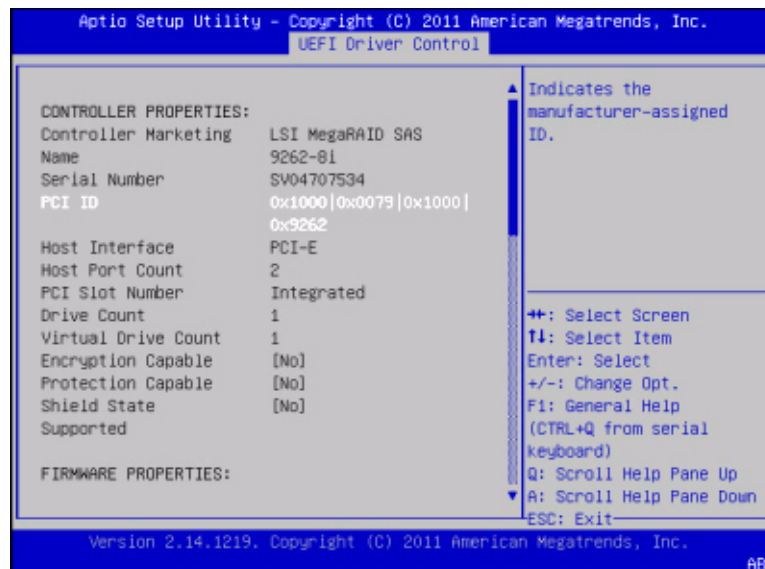 Aptio Setup Utility - Copyright (C) 2011 American Megatrends, Inc.
UEFI Driver Control
CONTROLLER PROPERTIES:
Controller Marketing LSI MegaRAID SAS
Name 9262-8i
Serial Number SV04707534
PCI ID 0x1000|0x0079|0x1000|
0x9262
Host Interface PCI-E
Host Port Count 2
PCI Slot Number Integrated
Drive Count 1
Virtual Drive Count 1
Encryption Capable [No]
Protection Capable [No]
Shield State [No]
Supported
FIRMWARE PROPERTIES:
Indicates the
manufacturer-assigned
ID.
→←: Select Screen
↑↓: Select Item
Enter: Select
+/-: Change Opt.
F1: General Help
(CTRL+Q from serial
keyboard)
Q: Scroll Help Pane Up
A: Scroll Help Pane Down
ESC: Exit
Version 2.14.1219. Copyright (C) 2011 American Megatrends, Inc.
AB